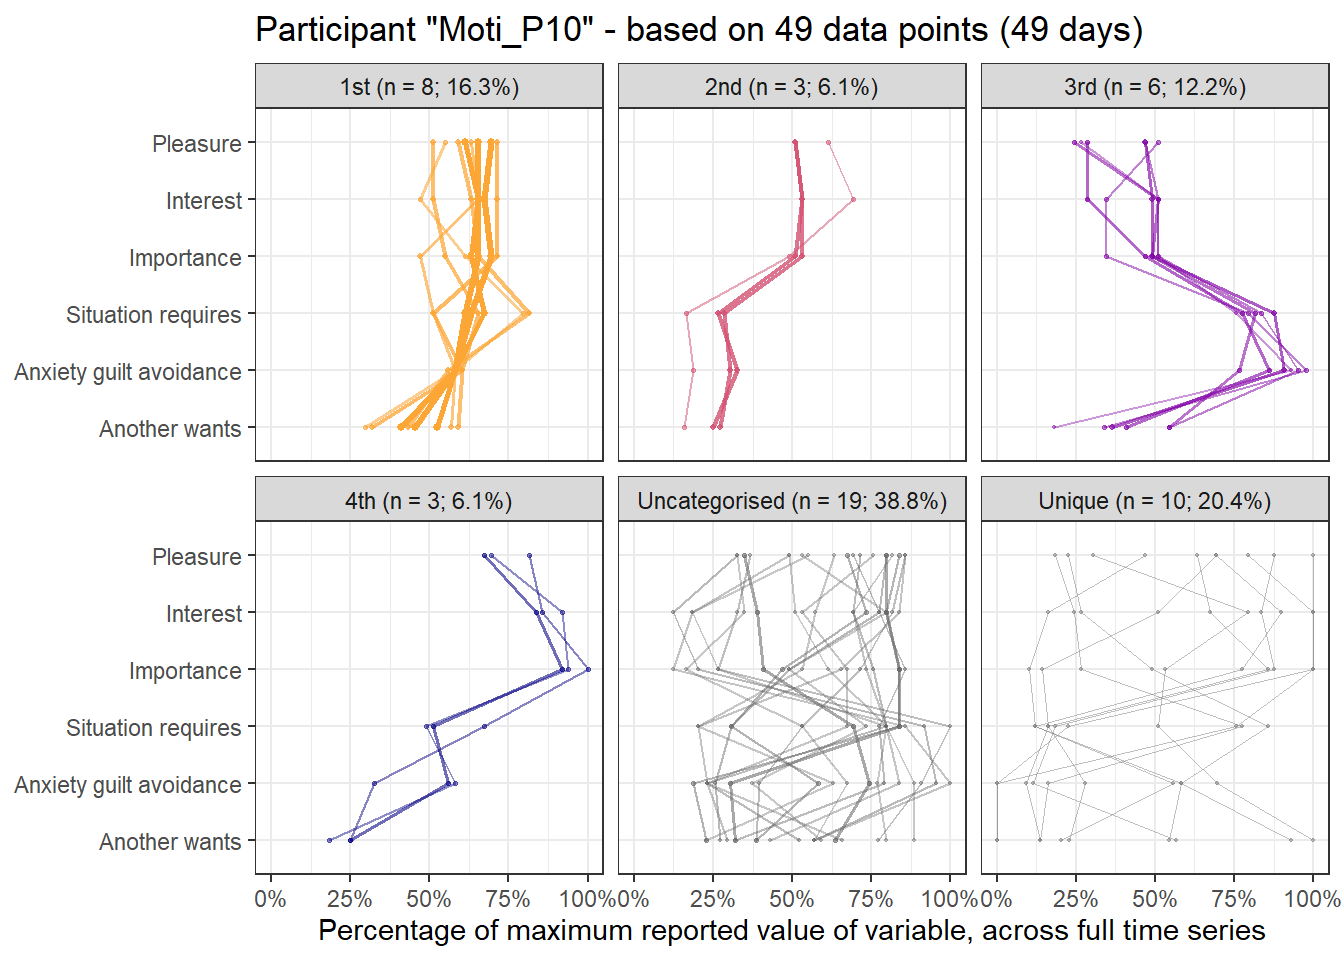 Participant "Moti_P10" - based on 49 data points (49 days)
1st (n = 8; 16.3%)
2nd (n = 3; 6.1%)
3rd (n = 6; 12.2%)
Pleasure
Interest
Importance
Situation requires
Anxiety guilt avoidance
Another wants
4th (n = 3; 6.1%)
Uncategorised (n = 19; 38.8%)
Unique (n = 10; 20.4%)
Pleasure
Interest
Importance
Situation requires
Anxiety guilt avoidance
Another wants
0% 25% 50% 75% 100% 0% 25% 50% 75% 100% 0% 25% 50% 75% 100%
Percentage of maximum reported value of variable, across full time series